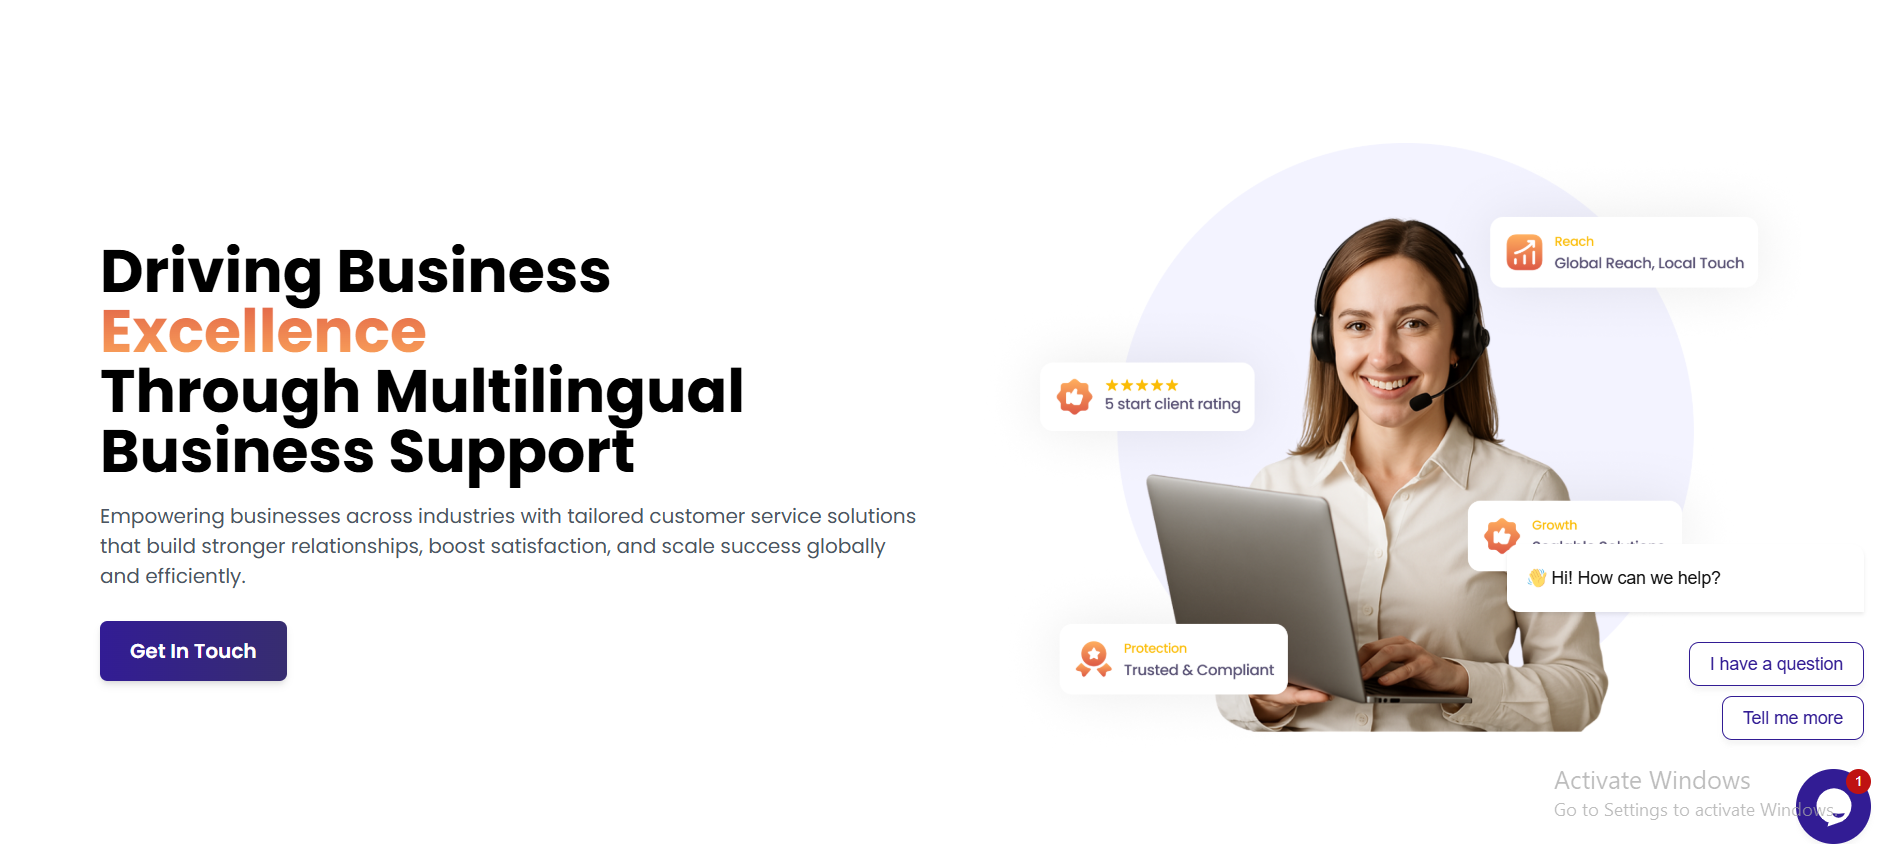 Driving Business
Excellence
Through Multilingual
Business Support
Empowering businesses across industries with tailored customer service solutions
that build stronger relationships, boost satisfaction, and scale success globally
and efficiently.
Get In Touch
Reach
Global Reach, Local Touch
5 start client rating
Growth
Scalable Solutions
Protection
Trusted & Compliant
👋 Hi! How can we help?
I have a question
Tell me more
1
Activate Windows
Go to Settings to activate Windows.